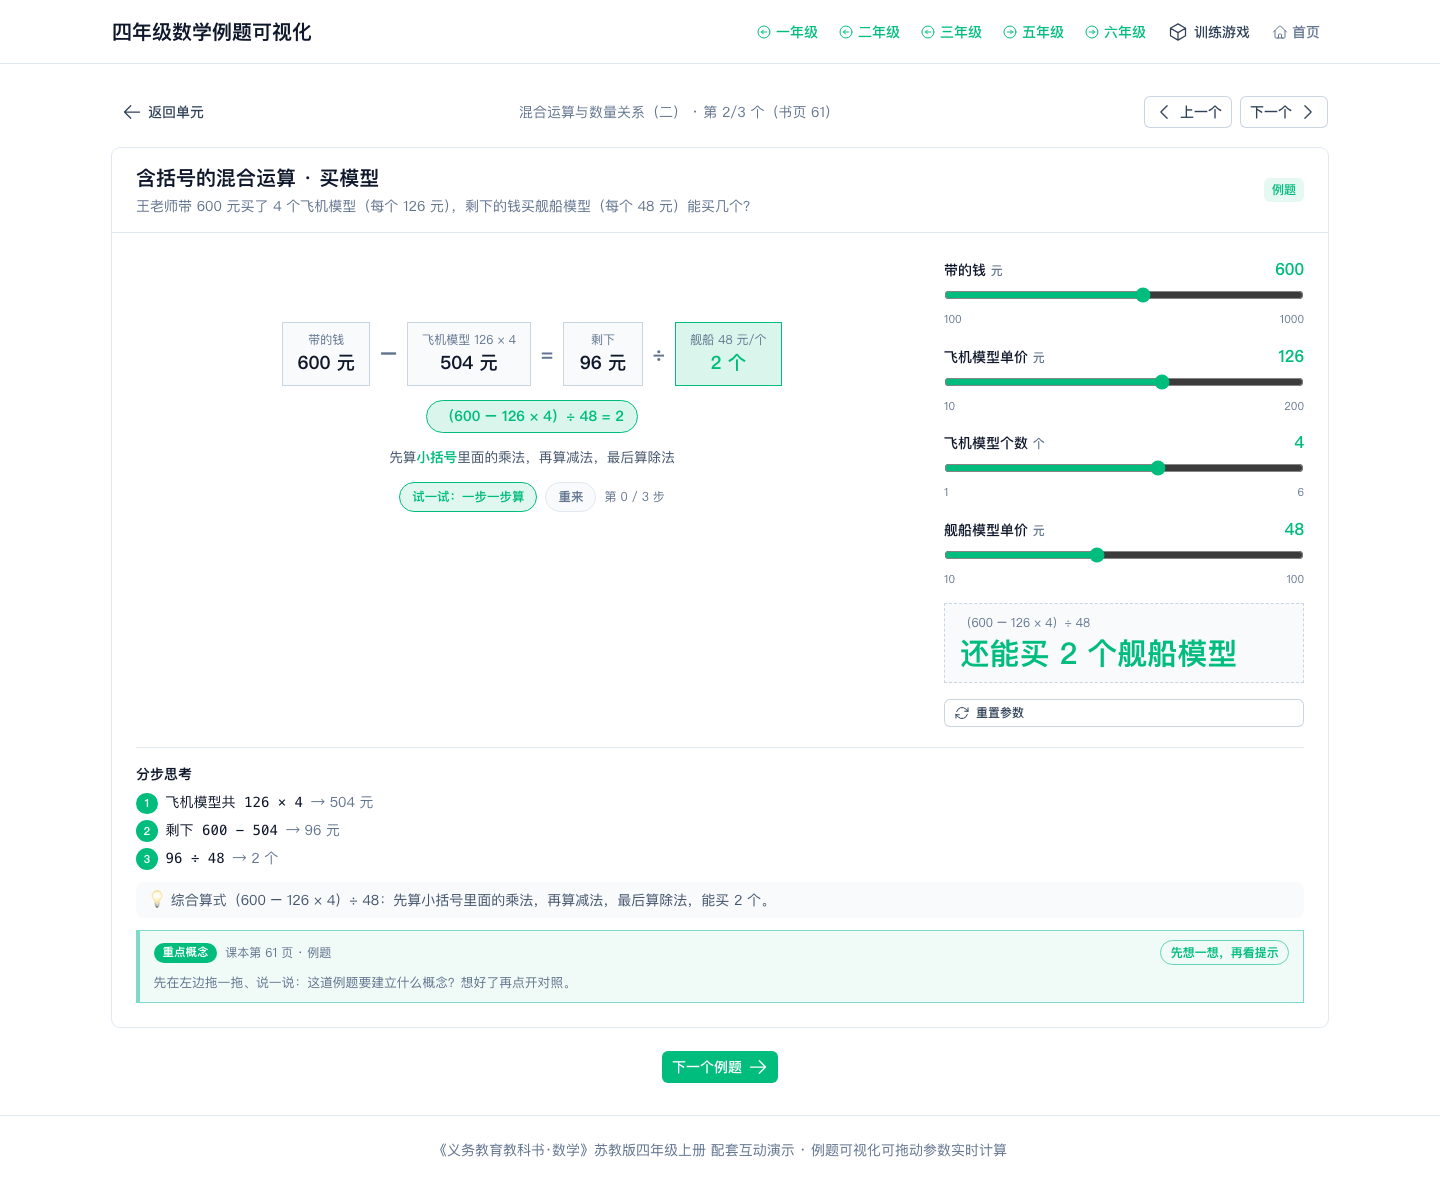 四年级数学例题可视化
一年级 二年级 三年级 五年级 六年级 训练游戏 首页
返回单元
混合运算与数量关系（二） · 第 2/3 个（书页 61）
上一个 下一个
含括号的混合运算 · 买模型
王老师带 600 元买了 4 个飞机模型（每个 126 元），剩下的钱买舰船模型（每个 48 元）能买几个？
例题
带的钱 600 元
−
飞机模型 126 × 4 504 元
=
剩下 96 元
÷
舰船 48 元/个 2 个
（600 − 126 × 4）÷ 48 = 2
先算小括号里面的乘法，再算减法，最后算除法
试一试：一步一步算 重来 第 0 / 3 步
带的钱 元 600
100 1000
飞机模型单价 元 126
10 200
飞机模型个数 个 4
1 6
舰船模型单价 元 48
10 100
（600 − 126 × 4）÷ 48
还能买 2 个舰船模型
重置参数
分步思考
1 飞机模型共 126 × 4 → 504 元
2 剩下 600 − 504 → 96 元
3 96 ÷ 48 → 2 个
💡 综合算式（600 − 126 × 4）÷ 48：先算小括号里面的乘法，再算减法，最后算除法，能买 2 个。
重点概念 课本第 61 页 · 例题
先想一想，再看提示
先在左边拖一拖、说一说：这道例题要建立什么概念？想好了再点开对照。
下一个例题
《义务教育教科书·数学》苏教版四年级上册 配套互动演示 · 例题可视化可拖动参数实时计算